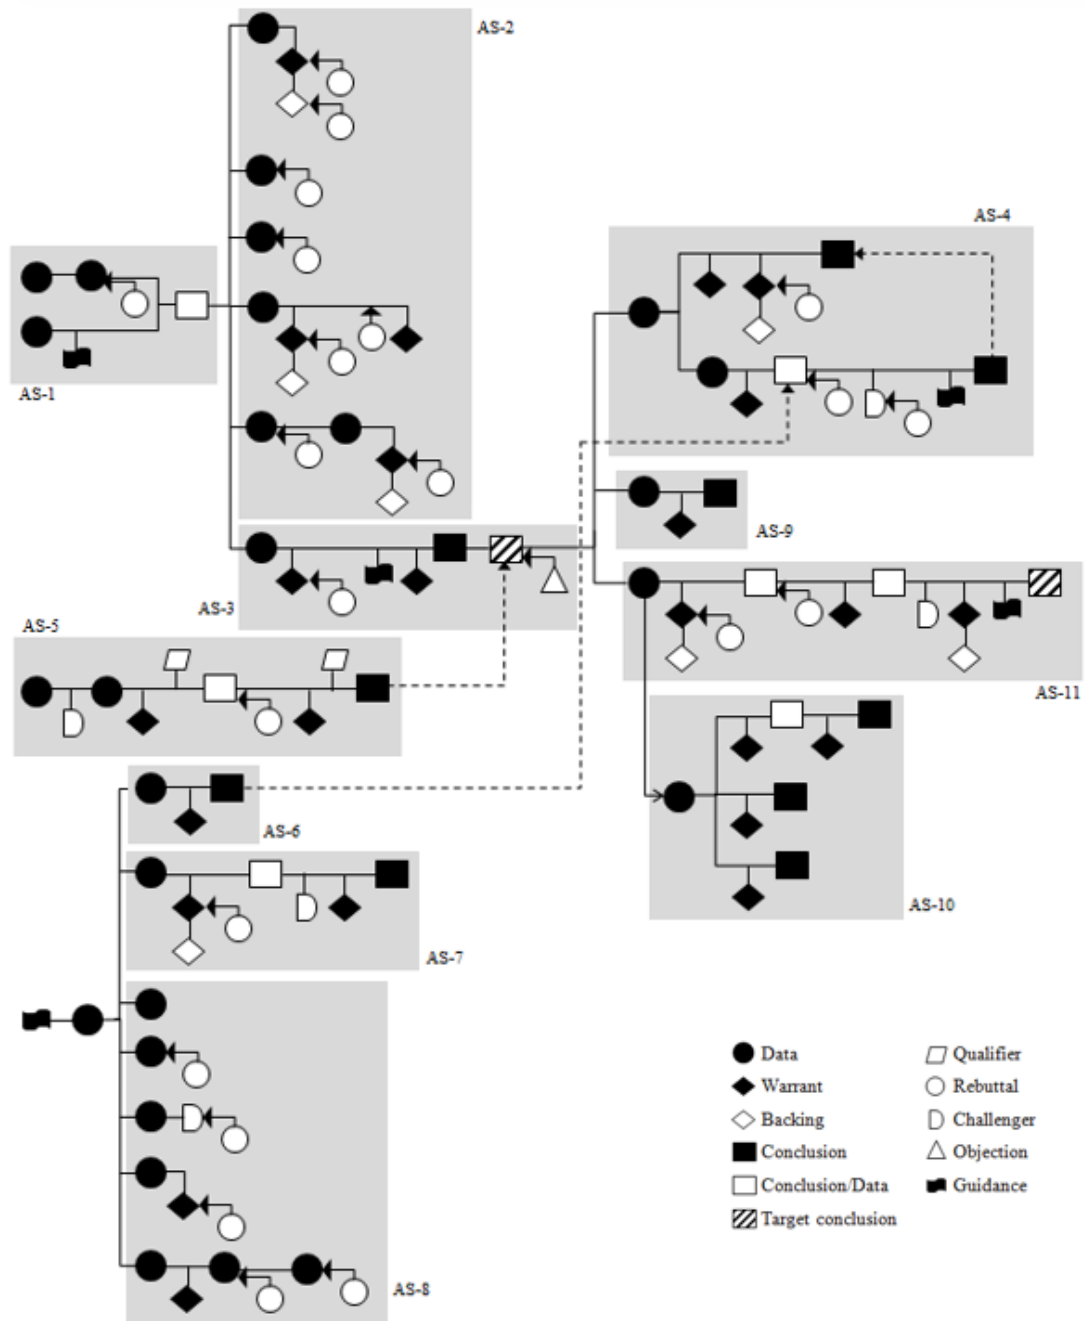 AS-2
AS-4
AS-1
AS-9
AS-3
AS-5
AS-11
AS-6
AS-10
AS-7
AS-8
Data
Warrant
Backing
Conclusion
Conclusion/Data
Target conclusion
Qualifier
Rebuttal
Challenger
Objection
Guidance